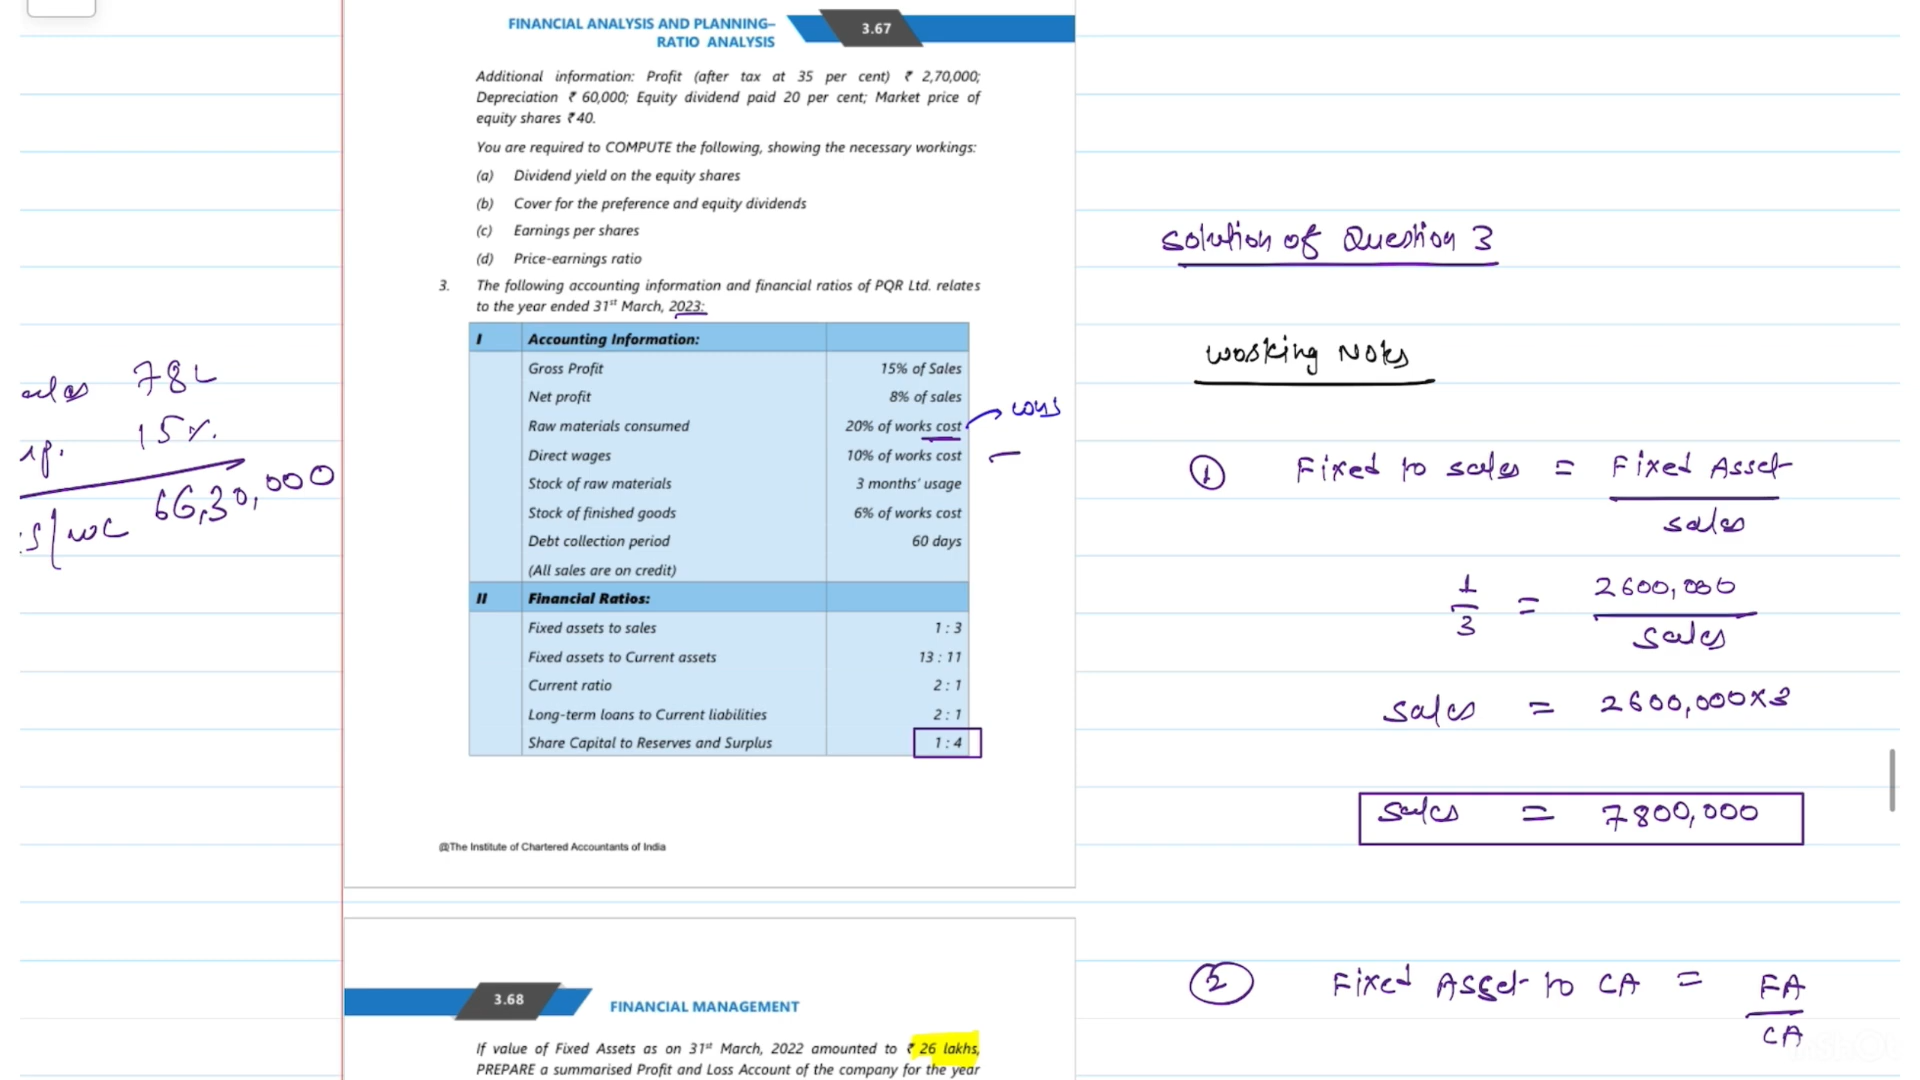 FINANCIAL ANALYSIS AND PLANNING–
RATIO ANALYSIS
3.67
Additional information: Profit (after tax at 35 per cent) ₹ 2,70,000;
Depreciation ₹ 60,000; Equity dividend paid 20 per cent; Market price of
equity shares ₹40.
You are required to COMPUTE the following, showing the necessary workings:
(a) Dividend yield on the equity shares
(b) Cover for the preference and equity dividends
(c) Earnings per shares
(d) Price-earnings ratio
3. The following accounting information and financial ratios of PQR Ltd. relates
to the year ended 31st March, 2023:
I Accounting Information:
Gross Profit 15% of Sales
Net profit 8% of sales
Raw materials consumed 20% of works cost
Direct wages 10% of works cost
Stock of raw materials 3 months' usage
Stock of finished goods 6% of works cost
Debt collection period 60 days
(All sales are on credit)
II Financial Ratios:
Fixed assets to sales 1 : 3
Fixed assets to Current assets 13 : 11
Current ratio 2 : 1
Long-term loans to Current liabilities 2 : 1
Share Capital to Reserves and Surplus 1 : 4
@The Institute of Chartered Accountants of India
3.68
FINANCIAL MANAGEMENT
If value of Fixed Assets as on 31st March, 2022 amounted to ₹ 26 lakhs,
PREPARE a summarised Profit and Loss Account of the company for the year
78L
15%.
66,30,000
WC
Solution of Question 3
Working Notes
① Fixed to sales = Fixed Asset
sales
1/3 = 2600,000
Sales
Sales = 2600,000x3
Sales = 7800,000
② Fixed Asset to CA = FA
CA